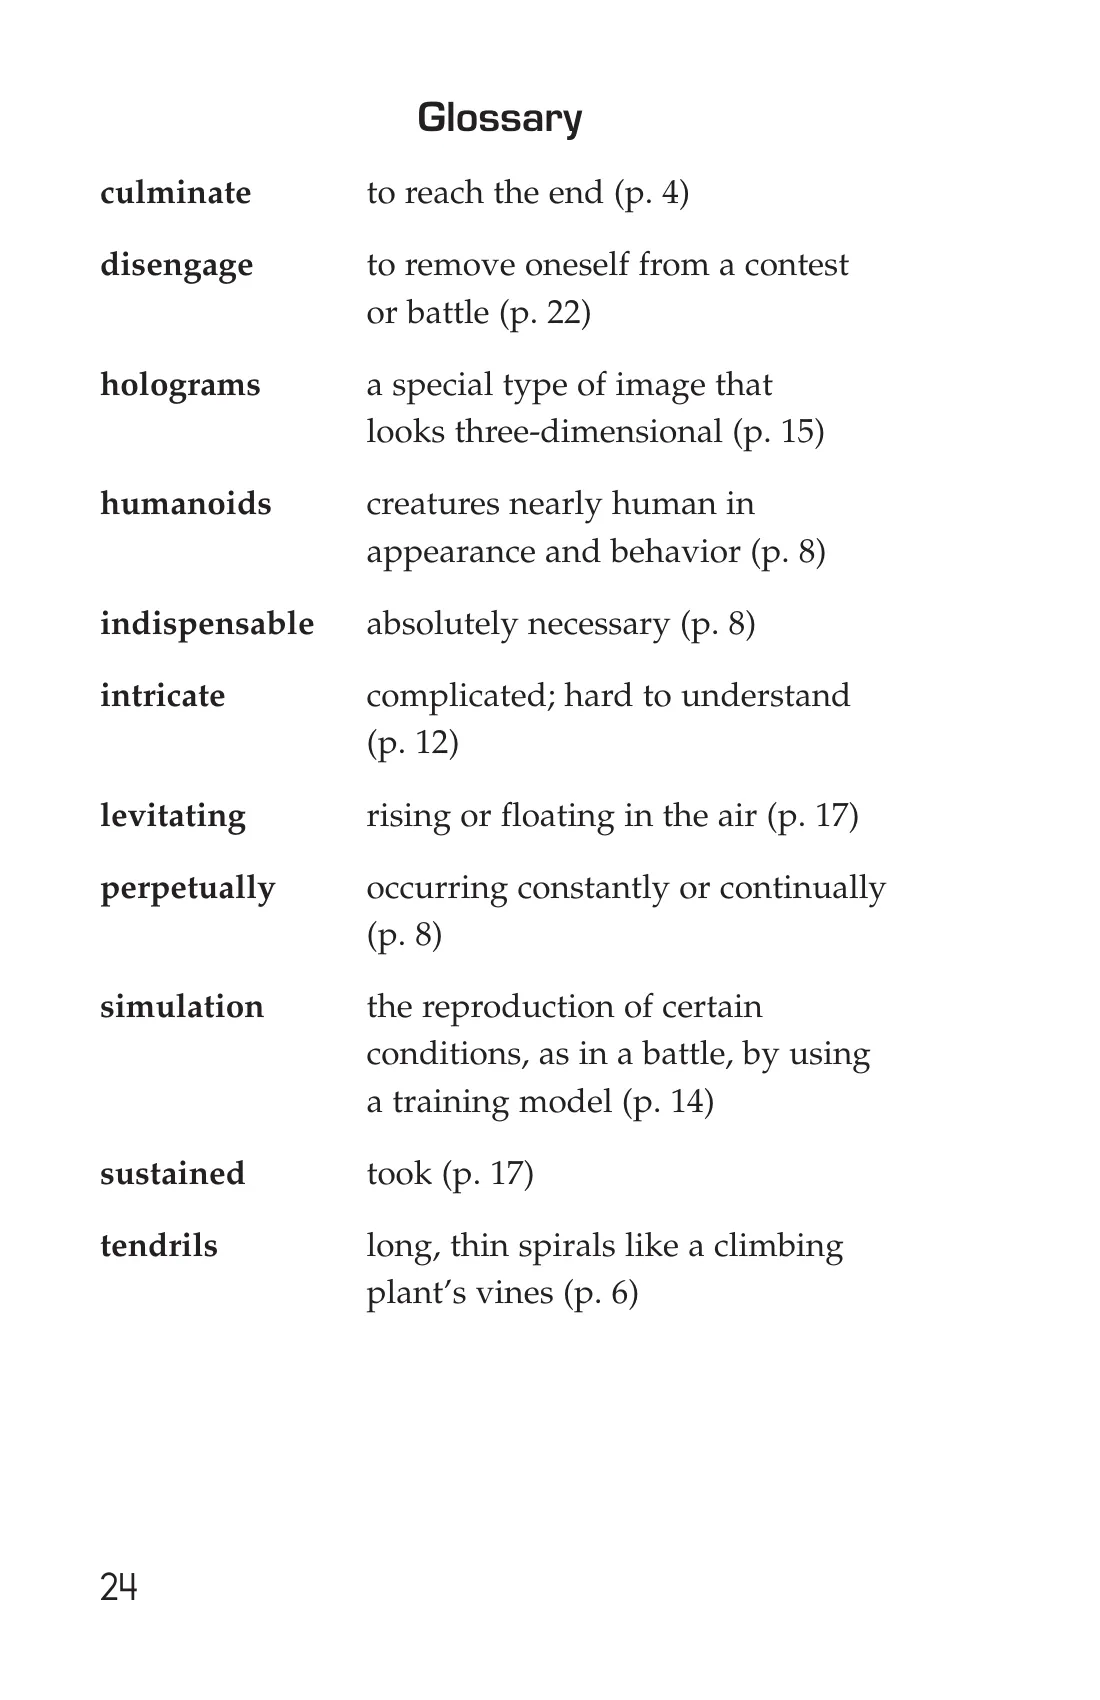 Glossary
culminate to reach the end (p. 4)
disengage to remove oneself from a contest
or battle (p. 22)
holograms a special type of image that
looks three-dimensional (p. 15)
humanoids creatures nearly human in
appearance and behavior (p. 8)
indispensable absolutely necessary (p. 8)
intricate complicated; hard to understand
(p. 12)
levitating rising or floating in the air (p. 17)
perpetually occurring constantly or continually
(p. 8)
simulation the reproduction of certain
conditions, as in a battle, by using
a training model (p. 14)
sustained took (p. 17)
tendrils long, thin spirals like a climbing
plant’s vines (p. 6)
24